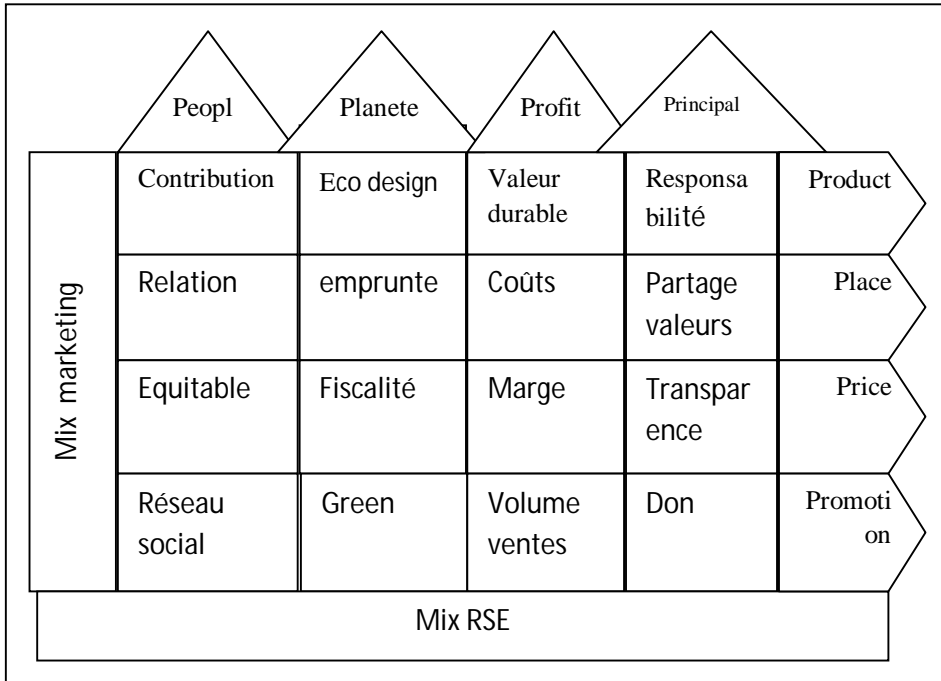 Peopl
Planete
Profit
Principal
Mix marketing
Contribution
Eco design
Valeur
durable
Responsa
bilité
Product
Relation
emprunte
Coûts
Partage
valeurs
Place
Equitable
Fiscalité
Marge
Transpar
ence
Price
Réseau
social
Green
Volume
ventes
Don
Promoti
on
Mix RSE